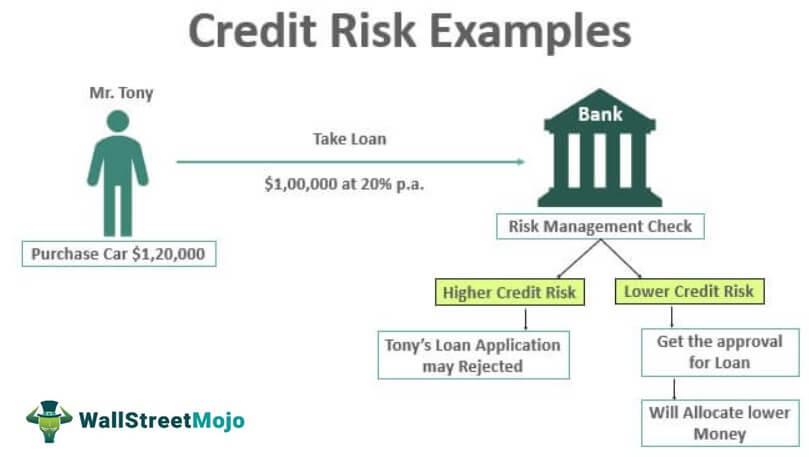 Credit Risk Examples
Mr. Tony
Take Loan
$1,00,000 at 20% p.a.
Bank
Purchase Car $1,20,000
Risk Management Check
Higher Credit Risk
Lower Credit Risk
Tony's Loan Application
may Rejected
Get the approval
for Loan
Will Allocate lower
Money
WallStreetMojo